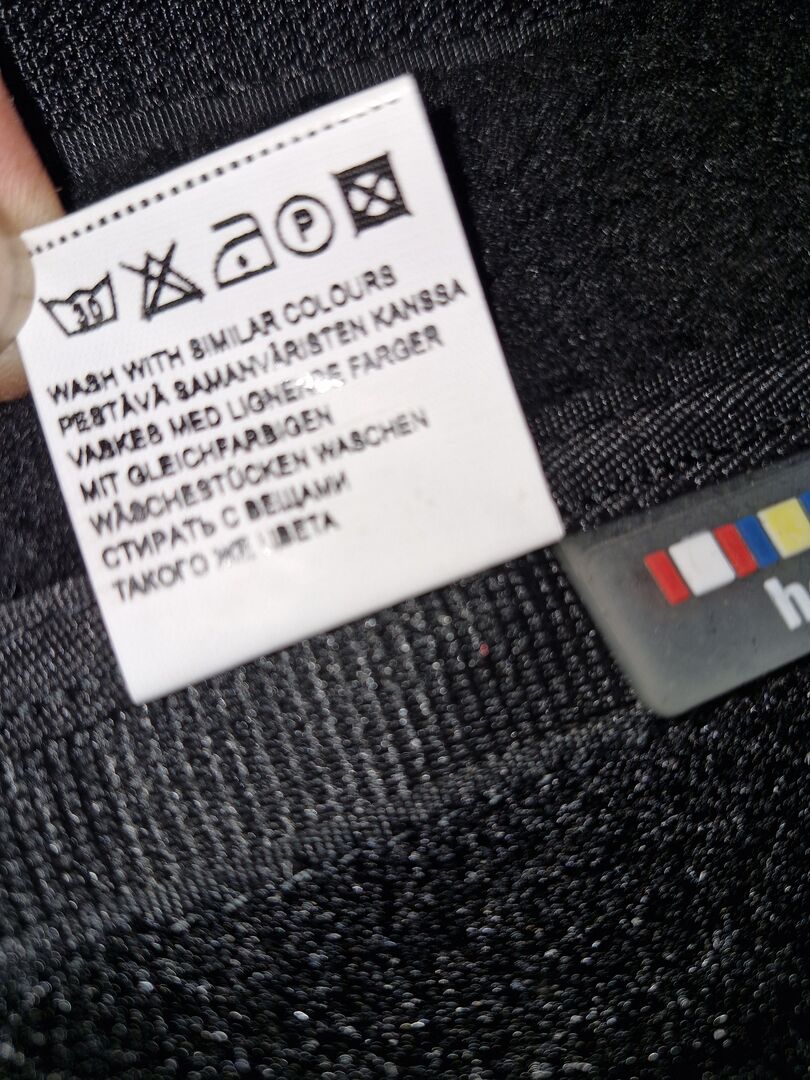 30
P
WASH WITH SIMILAR COLOURS
PESTÄVÄ SAMANVÄRISTEN KANSSA
VASKES MED LIGNENDE FARGER
MIT GLEICHFARBIGEN
WÄSCHESTÜCKEN WASCHEN
СТИРАТЬ С ВЕЩАМИ
ТАКОГО ЖЕ ЦВЕТА
h